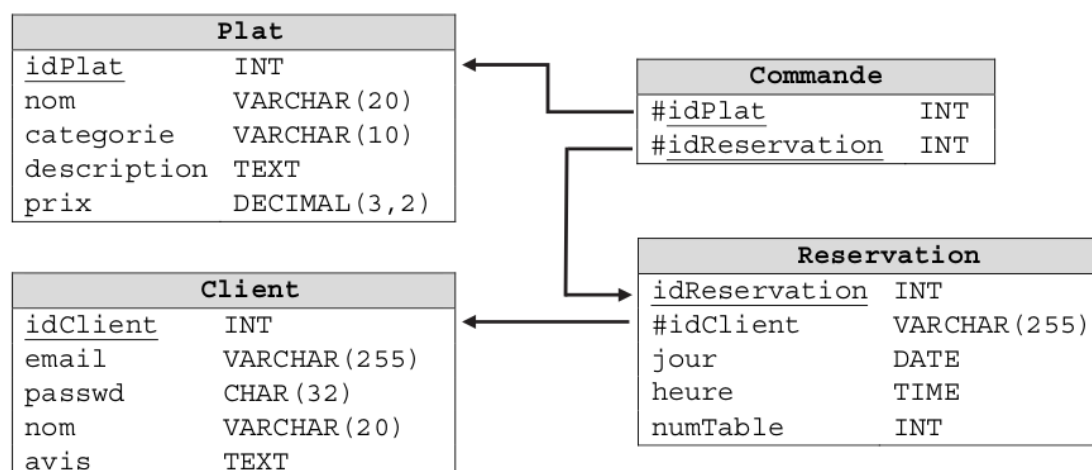 Plat
idPlat INT
nom VARCHAR(20)
categorie VARCHAR(10)
description TEXT
prix DECIMAL(3,2)
Commande
#idPlat INT
#idReservation INT
Client
idClient INT
email VARCHAR(255)
passwd CHAR(32)
nom VARCHAR(20)
avis TEXT
Reservation
idReservation INT
#idClient VARCHAR(255)
jour DATE
heure TIME
numTable INT